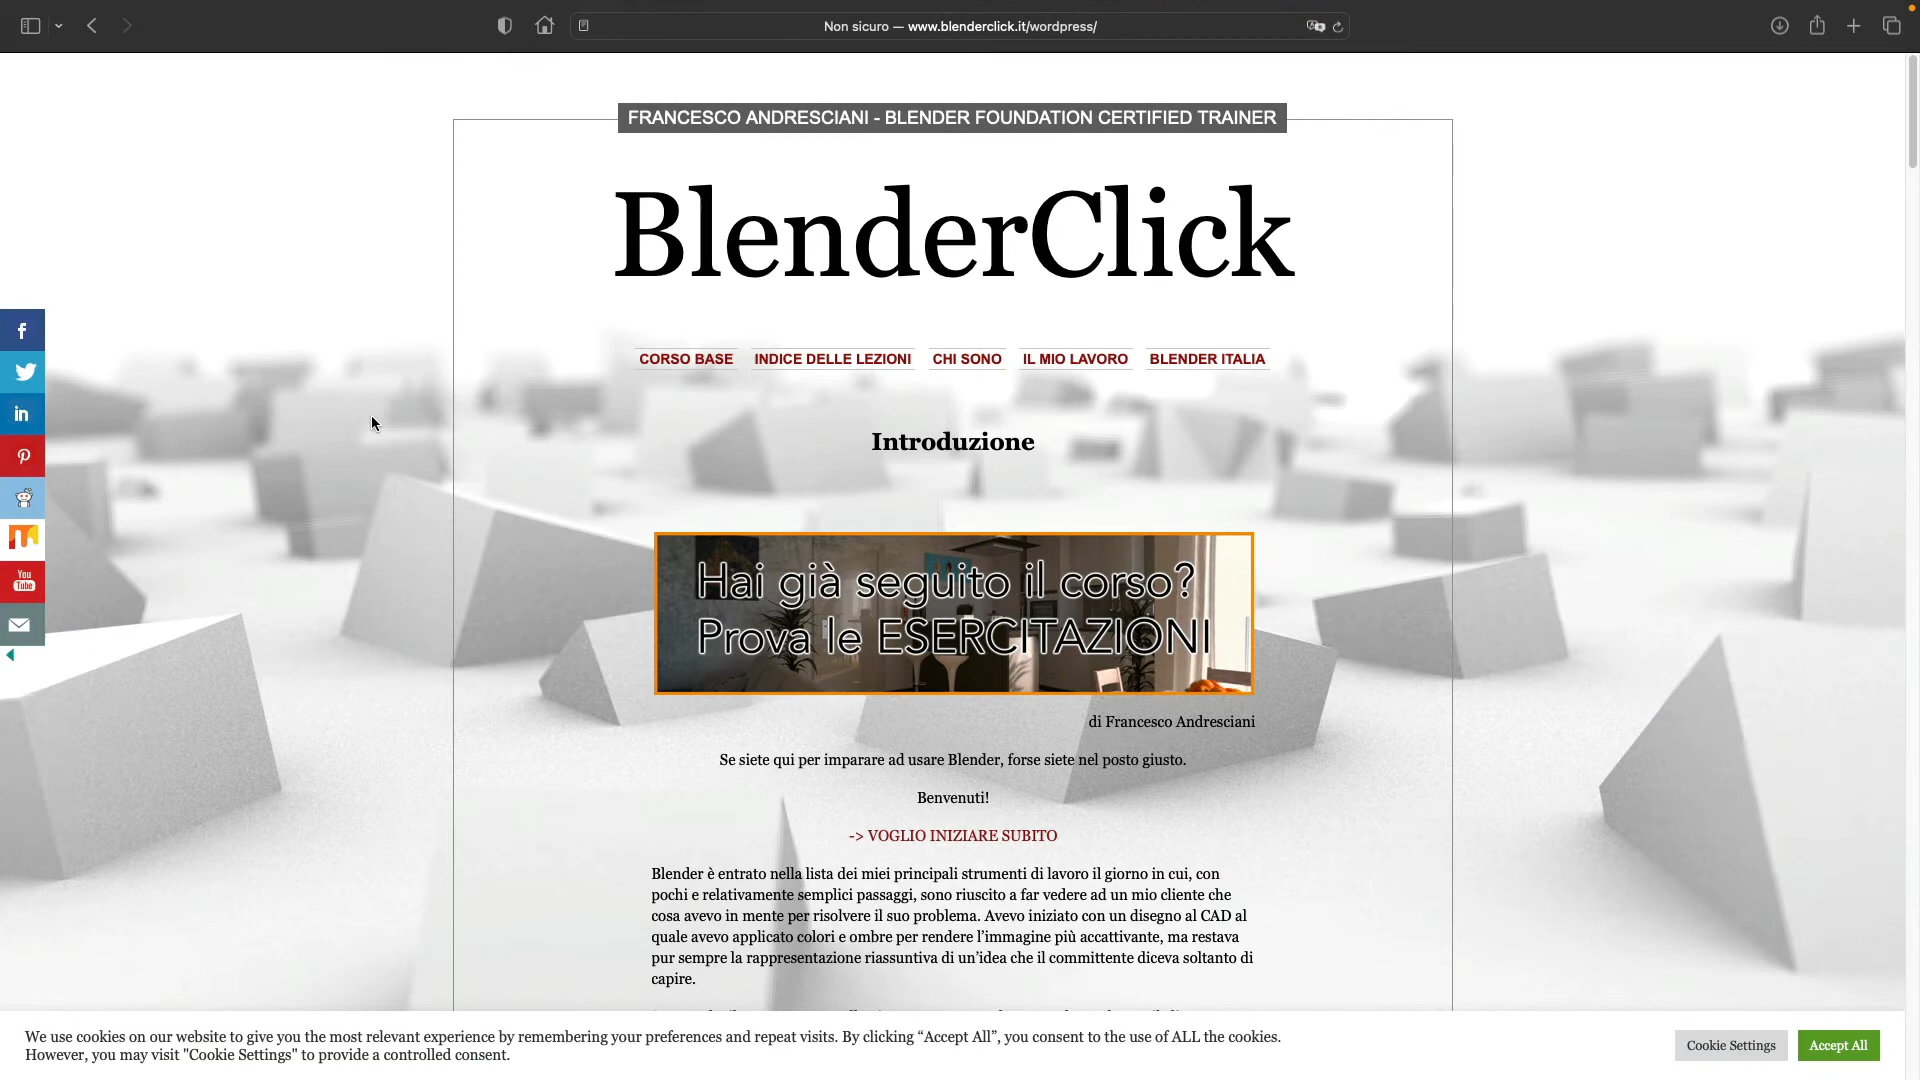 Non sicuro — www.blenderclick.it/wordpress/
FRANCESCO ANDRESCIANI - BLENDER FOUNDATION CERTIFIED TRAINER
BlenderClick
CORSO BASE INDICE DELLE LEZIONI CHI SONO IL MIO LAVORO BLENDER ITALIA
Introduzione
Hai già seguito il corso?
Prova le ESERCITAZIONI
di Francesco Andresciani
Se siete qui per imparare ad usare Blender, forse siete nel posto giusto.
Benvenuti!
-> VOGLIO INIZIARE SUBITO
Blender è entrato nella lista dei miei principali strumenti di lavoro il giorno in cui, con
pochi e relativamente semplici passaggi, sono riuscito a far vedere ad un mio cliente che
cosa avevo in mente per risolvere il suo problema. Avevo iniziato con un disegno al CAD al
quale avevo applicato colori e ombre per rendere l’immagine più accattivante, ma restava
pur sempre la rappresentazione riassuntiva di un’idea che il committente diceva soltanto di
capire.
You
Tube
We use cookies on our website to give you the most relevant experience by remembering your preferences and repeat visits. By clicking “Accept All”, you consent to the use of ALL the cookies.
However, you may visit "Cookie Settings" to provide a controlled consent.
Cookie Settings
Accept All